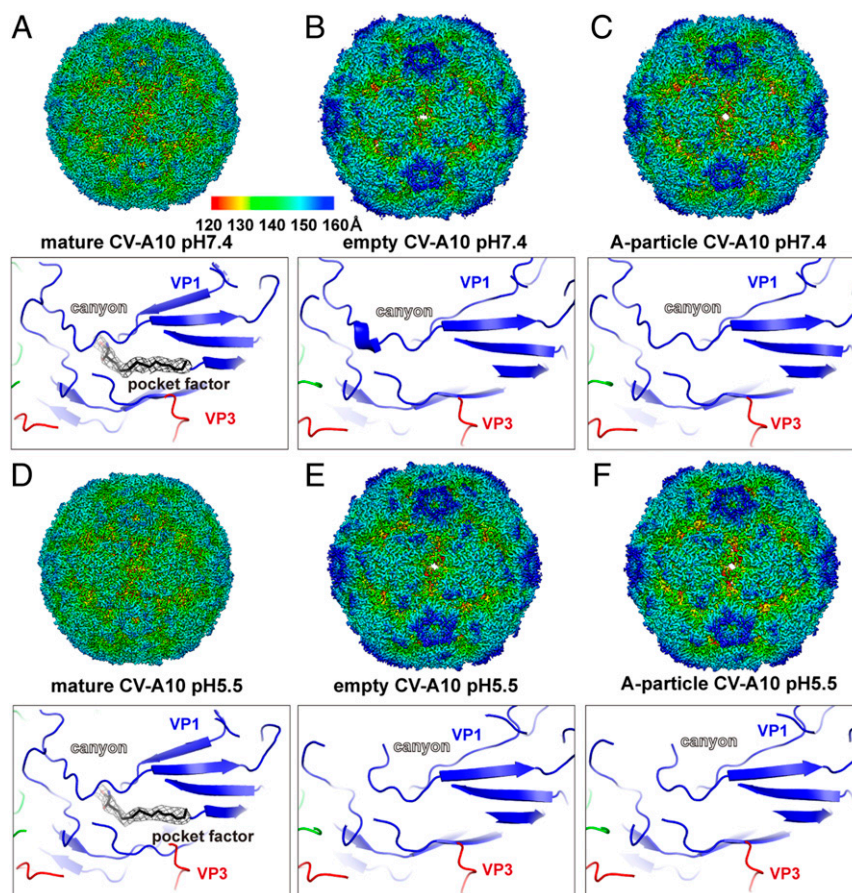 A
B
C
120 130 140 150 160Å
mature CV-A10 pH7.4
empty CV-A10 pH7.4
A-particle CV-A10 pH7.4
VP1
canyon
pocket factor
VP3
VP1
canyon
VP3
VP1
canyon
VP3
D
E
F
mature CV-A10 pH5.5
empty CV-A10 pH5.5
A-particle CV-A10 pH5.5
VP1
canyon
pocket factor
VP3
VP1
canyon
VP3
VP1
canyon
VP3